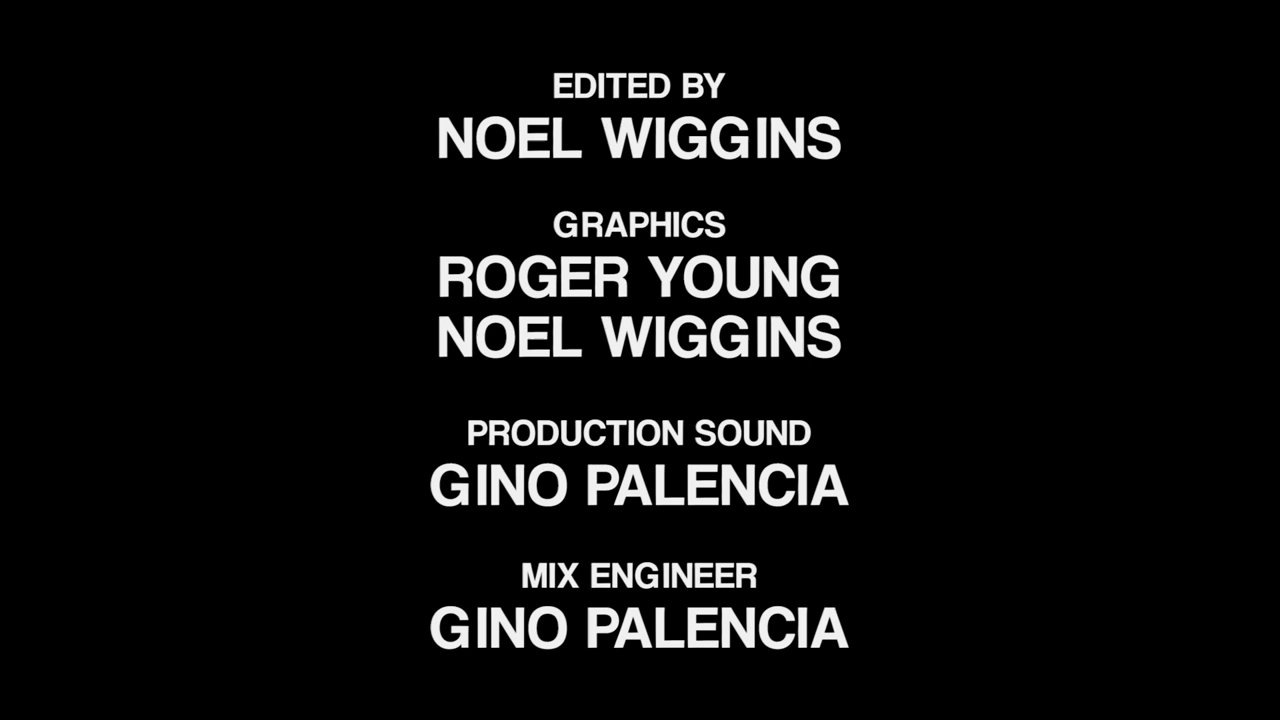 EDITED BY
NOEL WIGGINS
GRAPHICS
ROGER YOUNG
NOEL WIGGINS
PRODUCTION SOUND
GINO PALENCIA
MIX ENGINEER
GINO PALENCIA